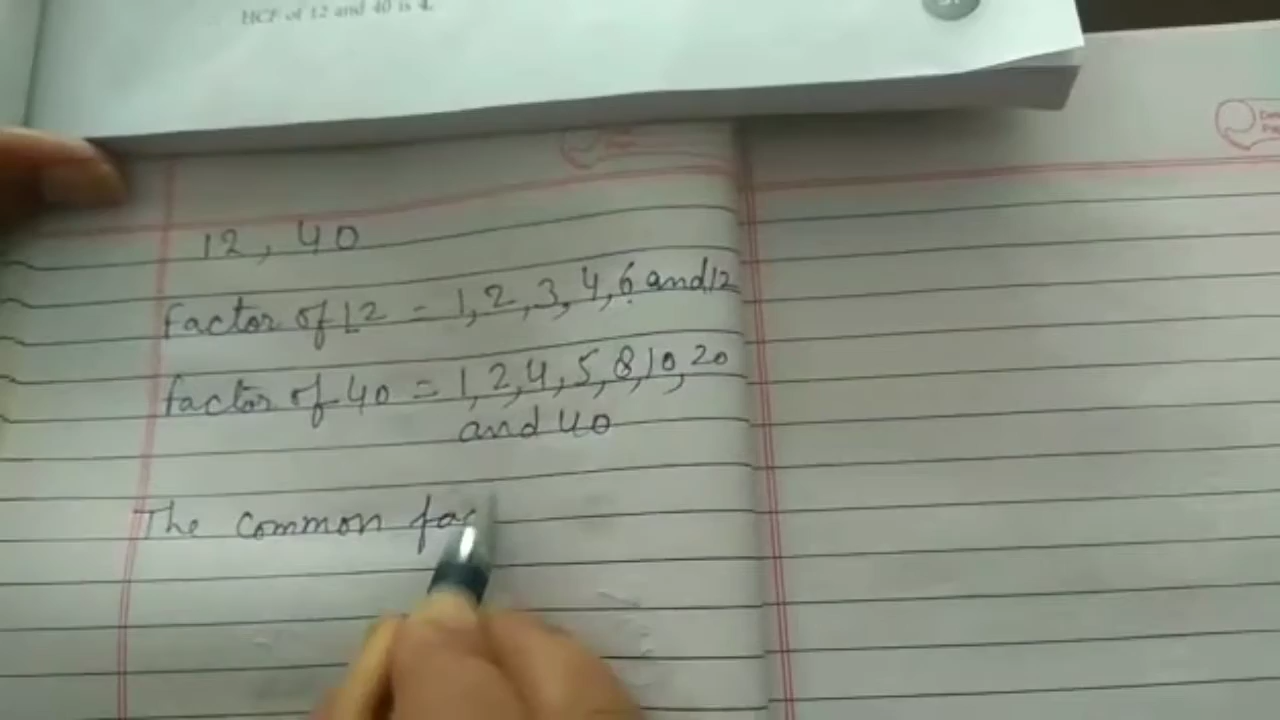 HCF of 12 and 40 is 4.
12, 40
Factor of 12 = 1, 2, 3, 4, 6 and 12
factor of 40 = 1, 2, 4, 5, 8, 10, 20
and 40
The common fac